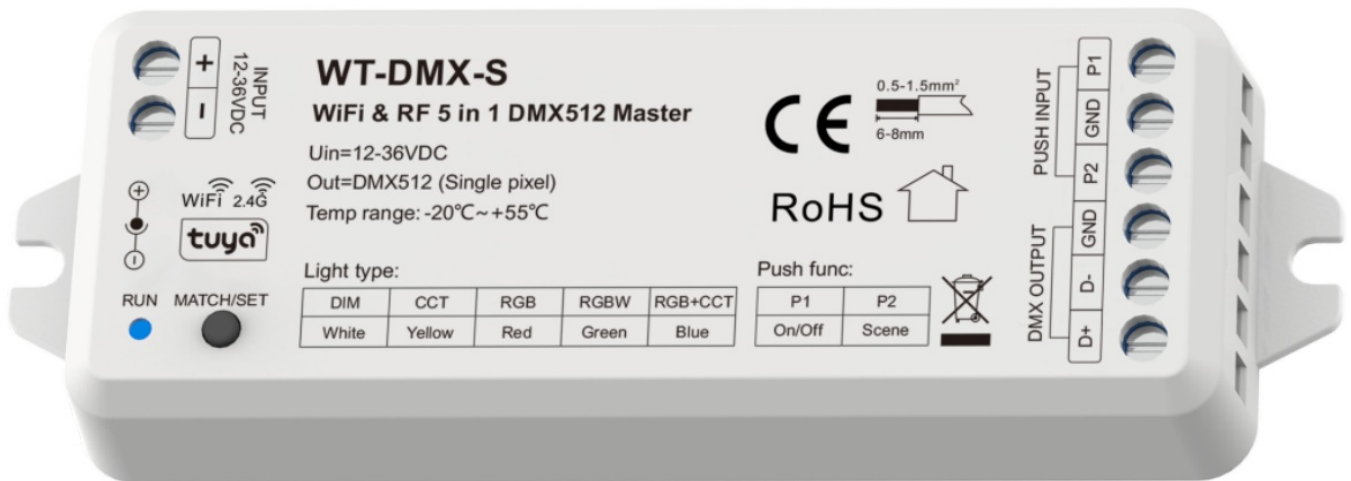 +
−
INPUT
12-36VDC
WT-DMX-S
WiFi & RF 5 in 1 DMX512 Master
Uin=12-36VDC
Out=DMX512 (Single pixel)
Temp range: -20℃~+55℃
WiFi 2.4G
tuya
RUN MATCH/SET
Light type:
DIM CCT RGB RGBW RGB+CCT
White Yellow Red Green Blue
CE
0.5-1.5mm²
6-8mm
RoHS
Push func:
P1 P2
On/Off Scene
PUSH INPUT
P1
GND
P2
DMX OUTPUT
GND
D-
D+